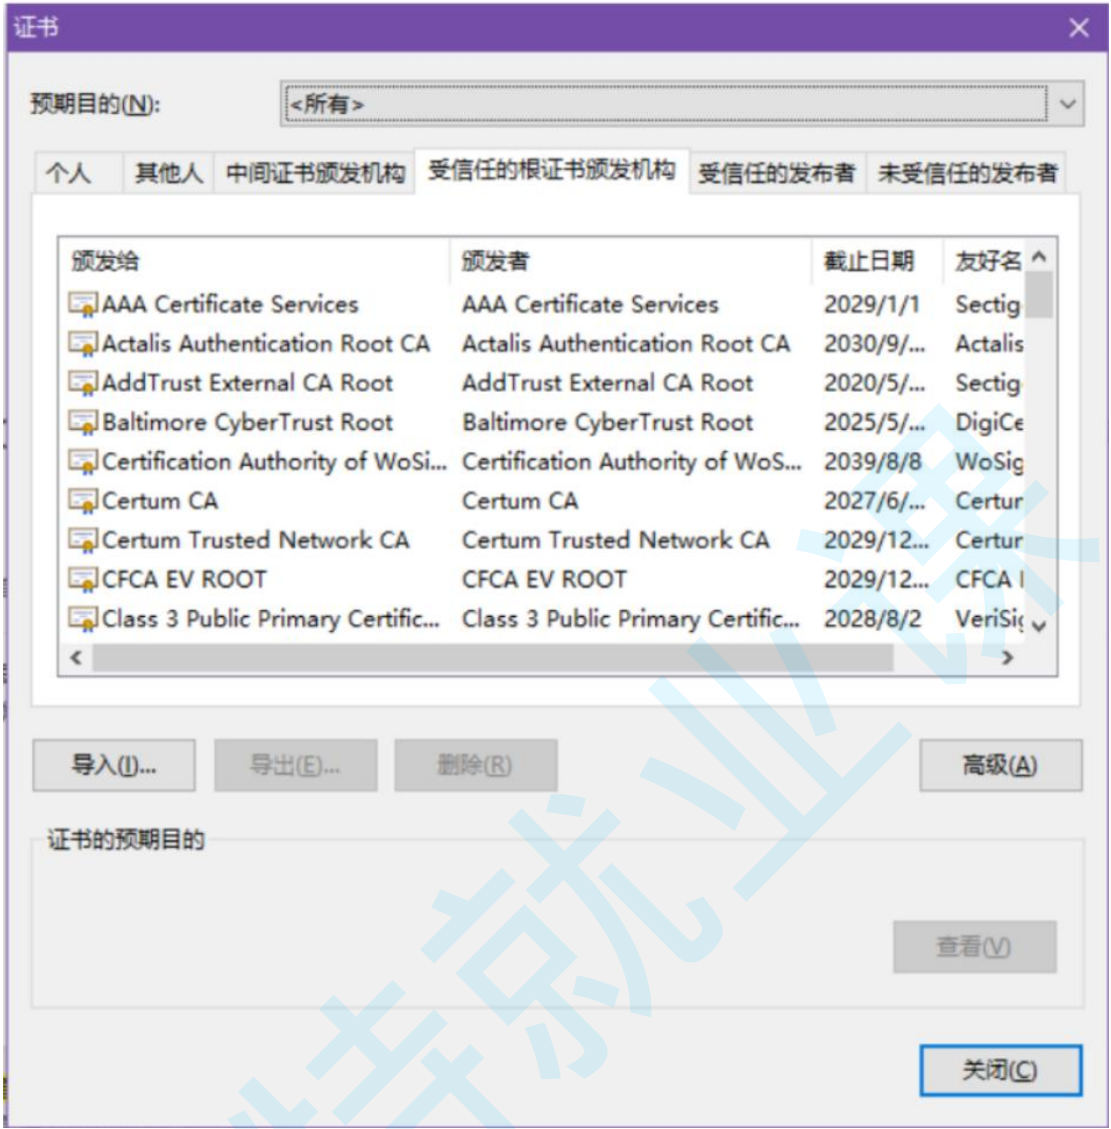 证书
预期目的(N): <所有>
个人 其他人 中间证书颁发机构 受信任的根证书颁发机构 受信任的发布者 未受信任的发布者
颁发给 颁发者 截止日期 友好名
AAA Certificate Services AAA Certificate Services 2029/1/1 Sectig
Actalis Authentication Root CA Actalis Authentication Root CA 2030/9/... Actalis
AddTrust External CA Root AddTrust External CA Root 2020/5/... Sectig
Baltimore CyberTrust Root Baltimore CyberTrust Root 2025/5/... DigiCe
Certification Authority of WoSi... Certification Authority of WoS... 2039/8/8 WoSig
Certum CA Certum CA 2027/6/... Certum
Certum Trusted Network CA Certum Trusted Network CA 2029/12... Certum
CFCA EV ROOT CFCA EV ROOT 2029/12... CFCA
Class 3 Public Primary Certific... Class 3 Public Primary Certific... 2028/8/2 VeriSig
导入(I)... 导出(E)... 删除(R) 高级(A)
证书的预期目的
查看(V)
关闭(C)
特就业课